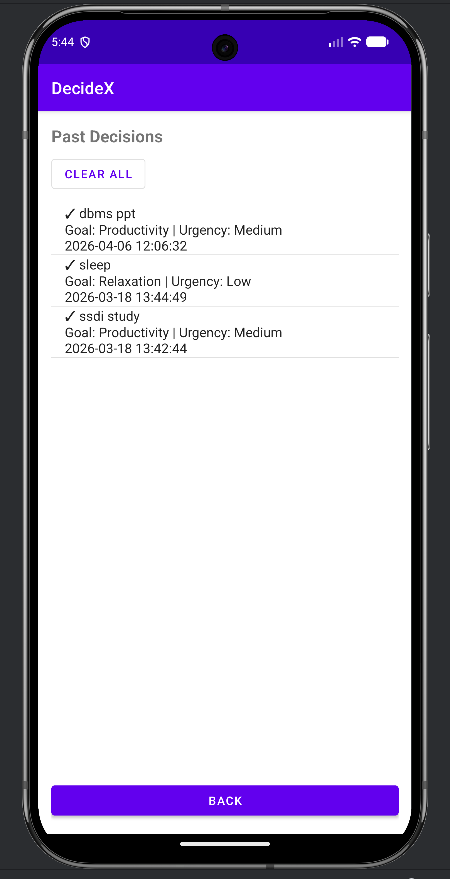 5:44
DecideX
Past Decisions
CLEAR ALL
✓ dbms ppt
Goal: Productivity | Urgency: Medium
2026-04-06 12:06:32
✓ sleep
Goal: Relaxation | Urgency: Low
2026-03-18 13:44:49
✓ ssdi study
Goal: Productivity | Urgency: Medium
2026-03-18 13:42:44
BACK